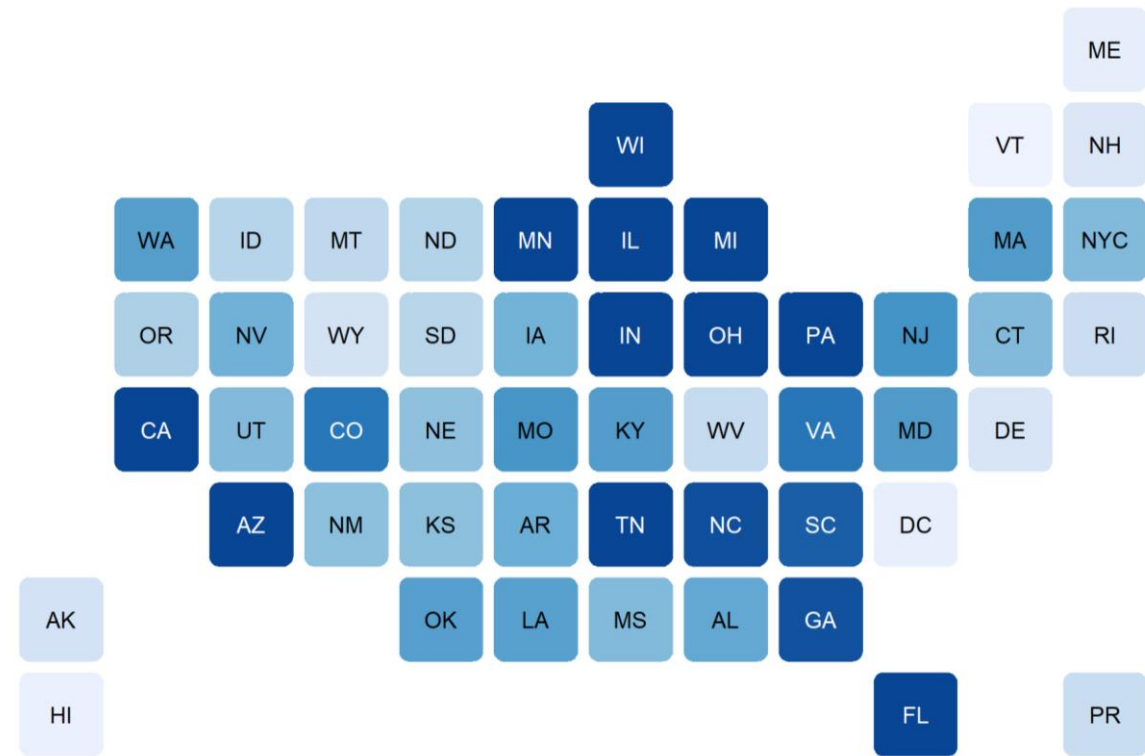 ME
WI VT NH
WA ID MT ND MN IL MI MA NYC
OR NV WY SD IA IN OH PA NJ CT RI
CA UT CO NE MO KY WV VA MD DE
AZ NM KS AR TN NC SC DC
AK OK LA MS AL GA
HI FL PR